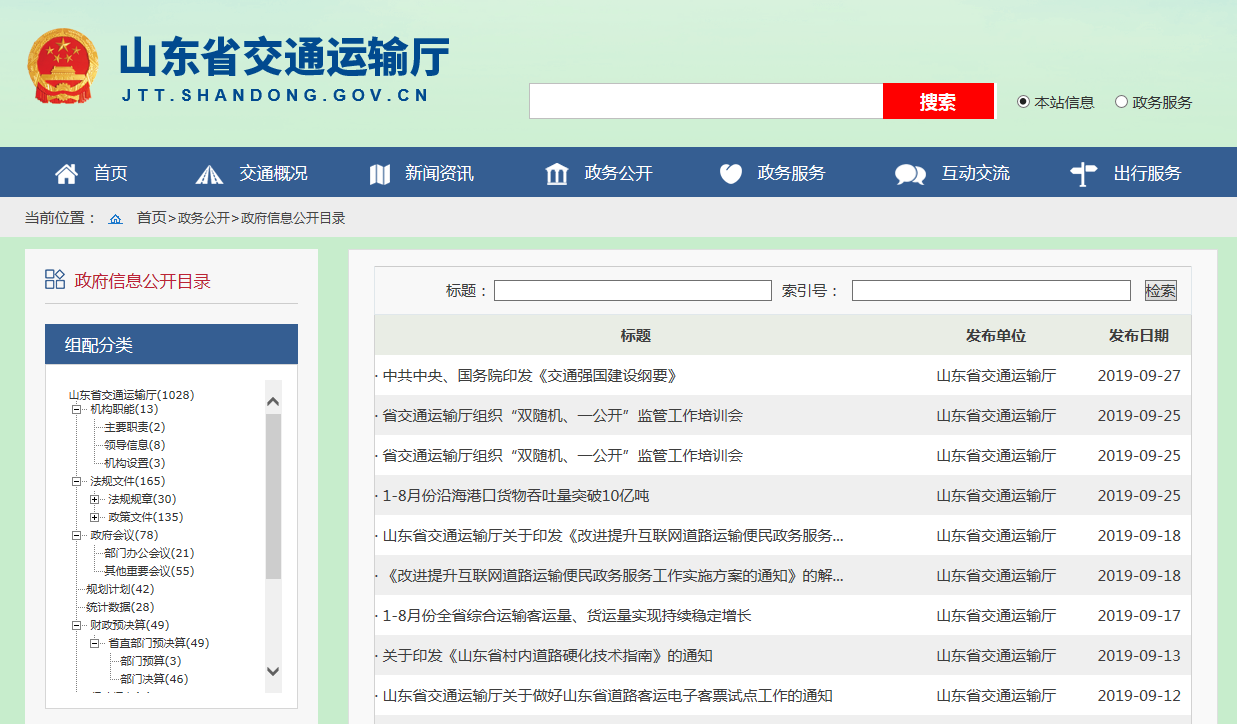 山东省交通运输厅
JTT.SHANDONG.GOV.CN
搜索 本站信息 政务服务
首页 交通概况 新闻资讯 政务公开 政务服务 互动交流 出行服务
当前位置： 首页>政务公开>政府信息公开目录
政府信息公开目录
组配分类
山东省交通运输厅(1028)
机构职能(13)
主要职责(2)
领导信息(8)
机构设置(3)
法规文件(165)
法规规章(30)
政策文件(135)
政府会议(78)
部门办公会议(21)
其他重要会议(55)
规划计划(42)
统计数据(28)
财政预决算(49)
省直部门预决算(49)
部门预算(3)
部门决算(46)
标题： 索引号： 检索
标题 发布单位 发布日期
· 中共中央、国务院印发《交通强国建设纲要》 山东省交通运输厅 2019-09-27
· 省交通运输厅组织“双随机、一公开”监管工作培训会 山东省交通运输厅 2019-09-25
· 省交通运输厅组织“双随机、一公开”监管工作培训会 山东省交通运输厅 2019-09-25
· 1-8月份沿海港口货物吞吐量突破10亿吨 山东省交通运输厅 2019-09-25
· 山东省交通运输厅关于印发《改进提升互联网道路运输便民政务服务... 山东省交通运输厅 2019-09-18
· 《改进提升互联网道路运输便民政务服务工作实施方案的通知》的解... 山东省交通运输厅 2019-09-18
· 1-8月份全省综合运输客运量、货运量实现持续稳定增长 山东省交通运输厅 2019-09-17
· 关于印发《山东省村内道路硬化技术指南》的通知 山东省交通运输厅 2019-09-13
· 山东省交通运输厅关于做好山东省道路客运电子客票试点工作的通知 山东省交通运输厅 2019-09-12